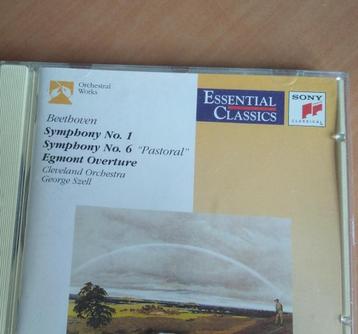 Orchestral
Works
ESSENTIAL
CLASSICS
SONY
CLASSICAL
Beethoven
Symphony No. 1
Symphony No. 6 "Pastoral"
Egmont Overture
Cleveland Orchestra
George Szell